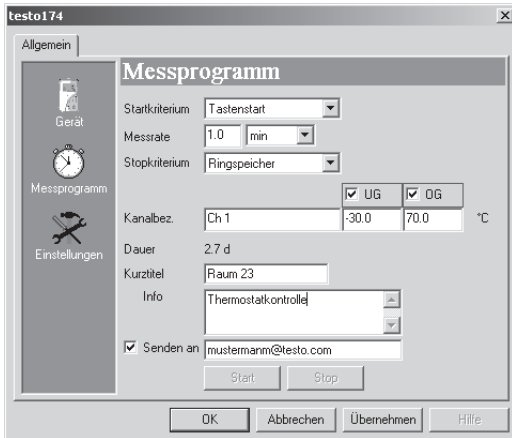 testo174
Allgemein
Gerät
Messprogramm
Einstellungen
Messprogramm
Startkriterium Tastenstart
Messrate 1.0 min
Stopkriterium Ringspeicher
UG OG
Kanalbez. Ch 1 -30.0 70.0 °C
Dauer 2.7 d
Kurztitel Raum 23
Info Thermostatkontrolle
Senden an mustermanm@testo.com
Start Stop
OK Abbrechen Übernehmen Hilfe